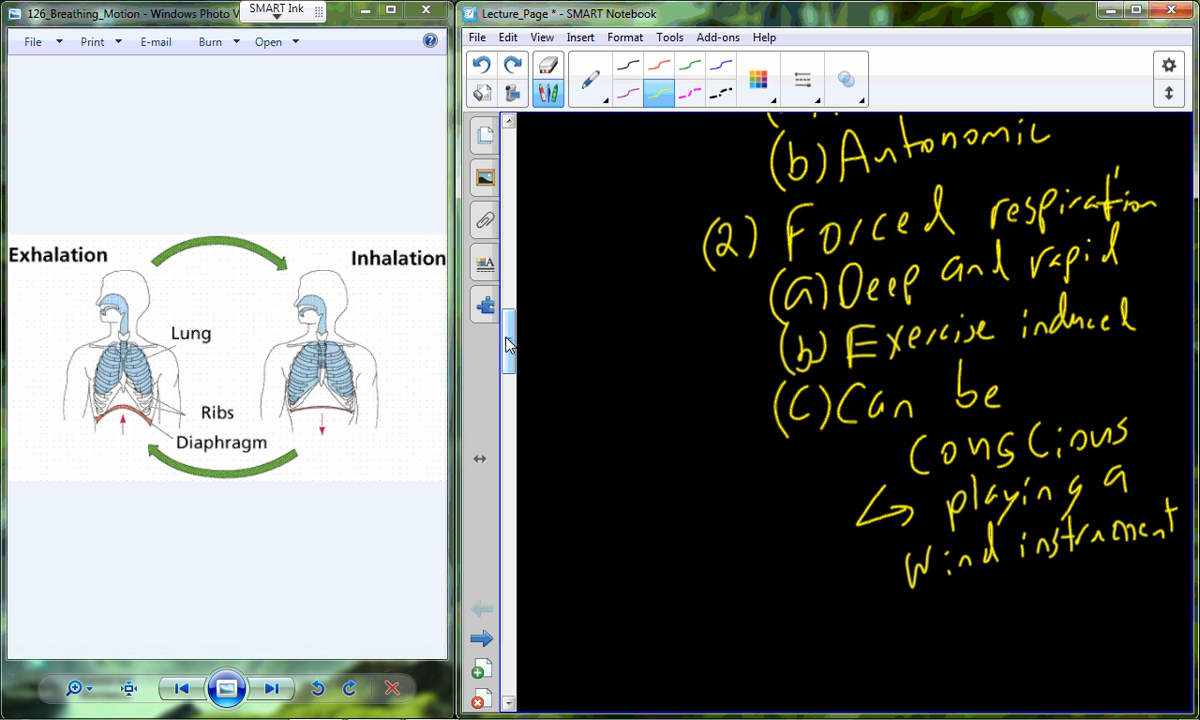 126_Breathing_Motion - Windows Photo V
SMART Ink
File Print E-mail Burn Open
Exhalation
Inhalation
Lung
Ribs
Diaphragm
Lecture_Page * - SMART Notebook
File Edit View Insert Format Tools Add-ons Help
(b) Autonomic
(2) Forced respiration
(a) Deep and rapid
(b) Exercise induced
(c) Can be
conscious
↳ playing a
wind instrument